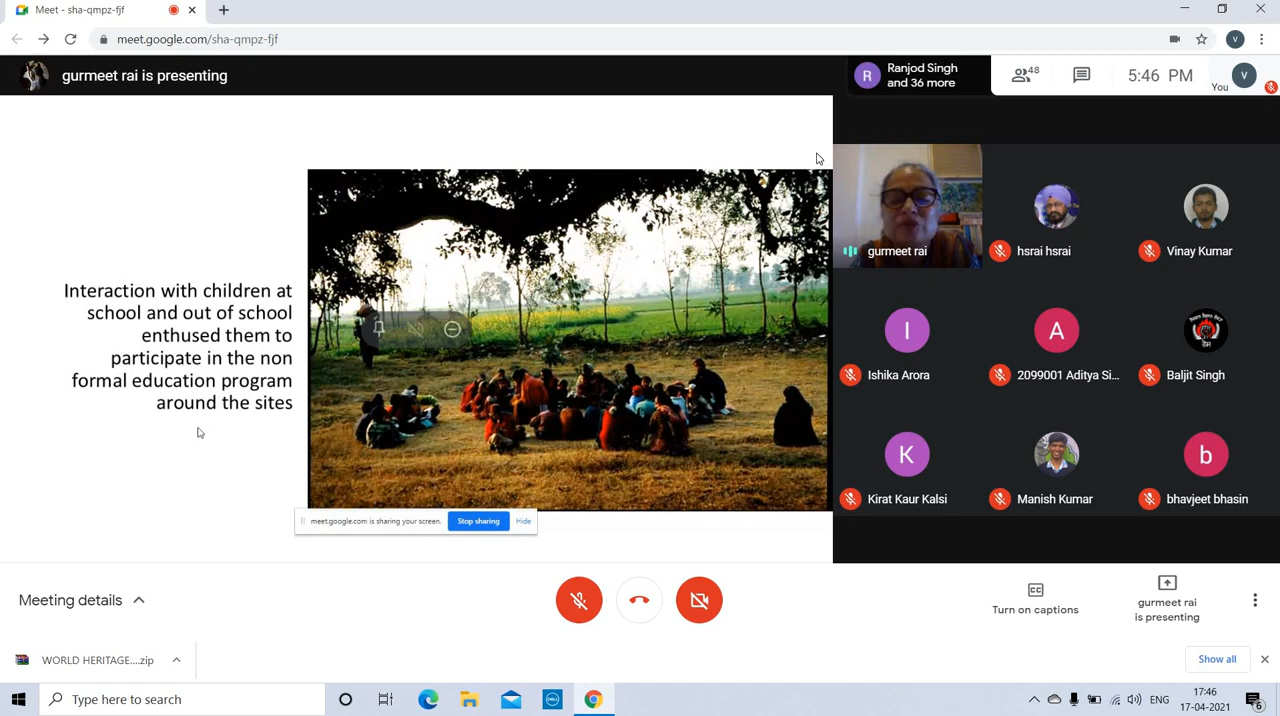 Meet - sha-qmpz-fjf
meet.google.com/sha-qmpz-fjf
V
gurmeet rai is presenting
R
Ranjod Singh
and 36 more
48
5:46 PM
You
V
Interaction with children at
school and out of school
enthused them to
participate in the non
formal education program
around the sites
gurmeet rai
hsrai hsrai
Vinay Kumar
I
Ishika Arora
A
2099001 Aditya Si...
Baljit Singh
K
Kirat Kaur Kalsi
Manish Kumar
b
bhavjeet bhasin
meet.google.com is sharing your screen.
Stop sharing
Hide
Meeting details
CC
Turn on captions
gurmeet rai
is presenting
WORLD HERITAGE....zip
Show all
Type here to search
DELL
ENG
17:46
17-04-2021
6